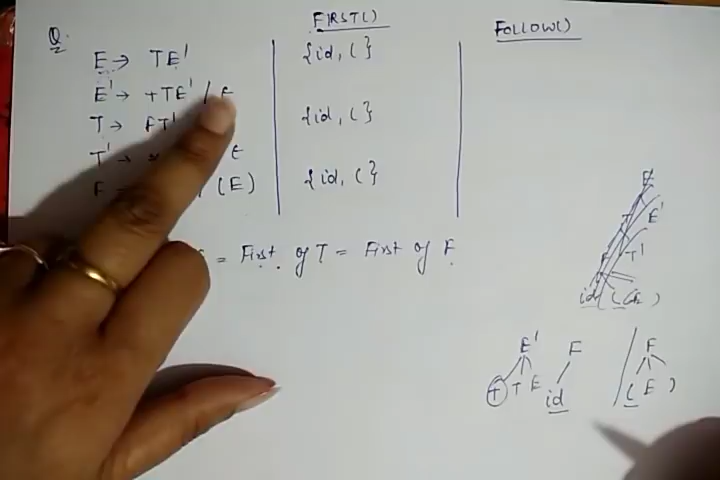 Q.
FIRST()
FOLLOW()
E → TE' {id, (}
E' → +TE' /
T → FT' {id, (}
T' → ε
F (E) {id, (}
= First of T = First of F
E
T E'
F T'
id ( E )
E' F F
+ T E id ( E )